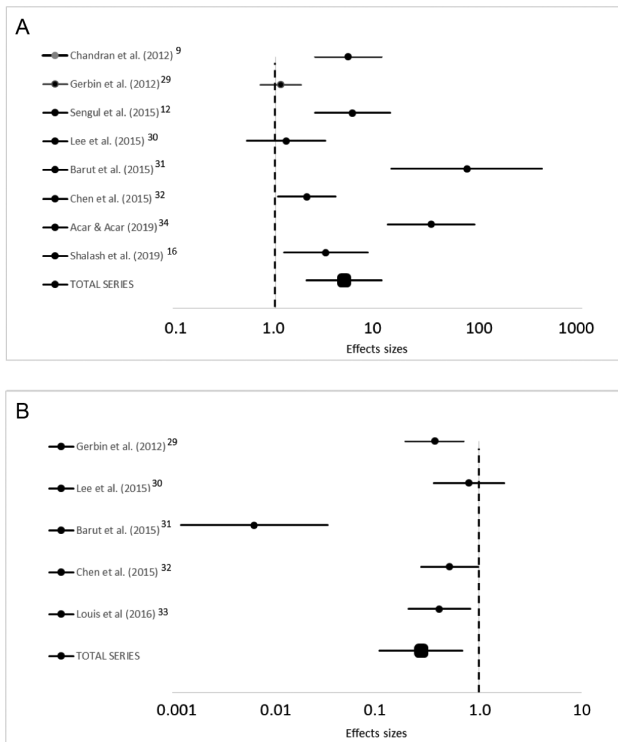 A
Chandran et al. (2012) 9
Gerbin et al. (2012) 29
Sengul et al. (2015) 12
Lee et al. (2015) 30
Barut et al. (2015) 31
Chen et al. (2015) 32
Acar & Acar (2019) 34
Shalash et al. (2019) 16
TOTAL SERIES
0.1 1.0 10 100 1000
Effects sizes
B
Gerbin et al. (2012) 29
Lee et al. (2015) 30
Barut et al. (2015) 31
Chen et al. (2015) 32
Louis et al (2016) 33
TOTAL SERIES
0.001 0.01 0.1 1.0 10
Effects sizes